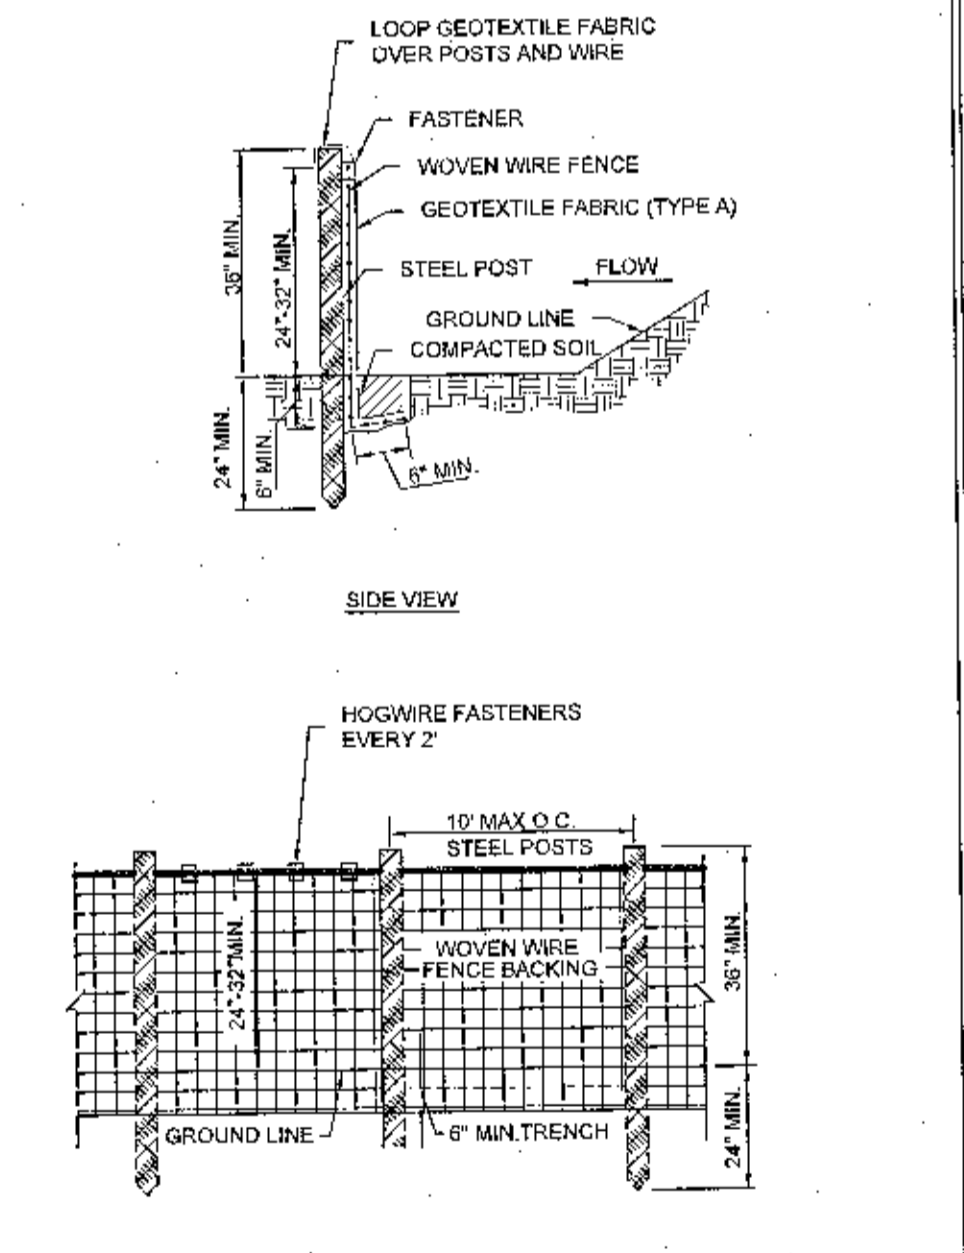 LOOP GEOTEXTILE FABRIC
OVER POSTS AND WIRE
FASTENER
WOVEN WIRE FENCE
GEOTEXTILE FABRIC (TYPE A)
36" MIN.
24"-32" MIN.
STEEL POST
FLOW
GROUND LINE
COMPACTED SOIL
24" MIN.
6" MIN.
6" MIN.
SIDE VIEW
HOGWIRE FASTENERS
EVERY 2'
10' MAX O C.
STEEL POSTS
24"-32" MIN.
WOVEN WIRE
FENCE BACKING
36" MIN.
GROUND LINE
6" MIN.TRENCH
24" MIN.